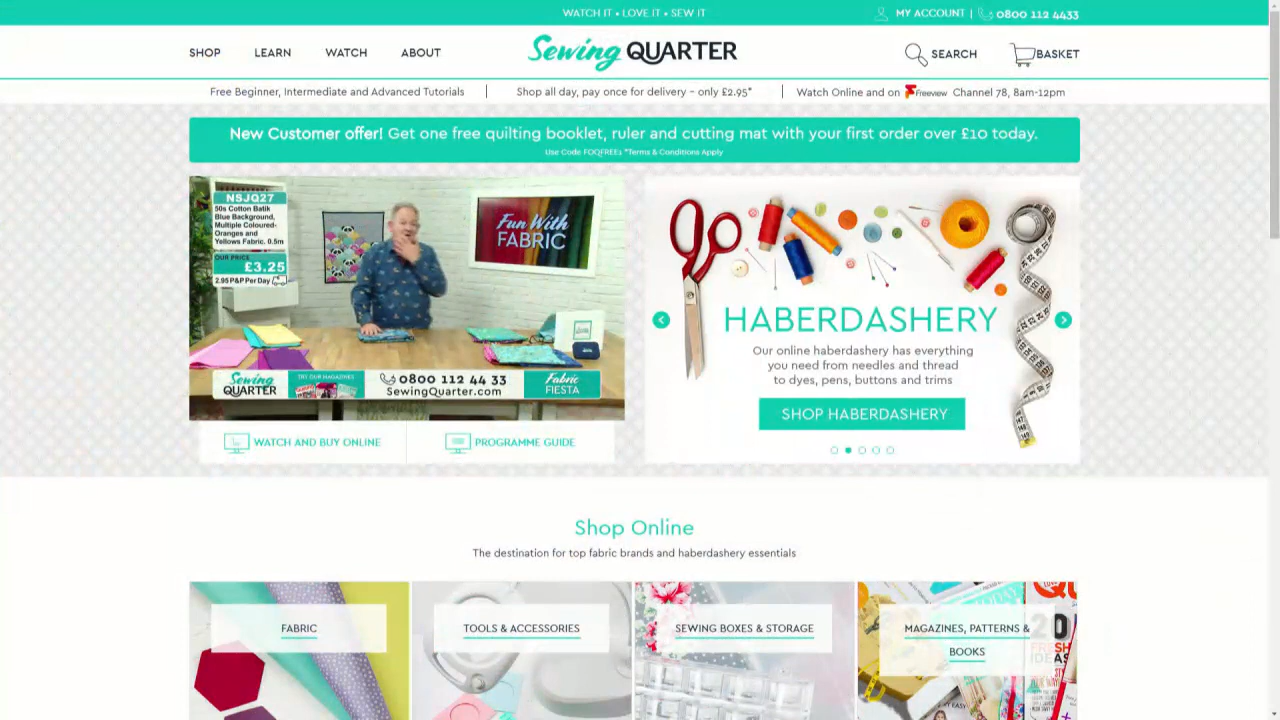 WATCH IT • LOVE IT • SEW IT
MY ACCOUNT | 0800 112 4433
SHOP LEARN WATCH ABOUT
Sewing QUARTER
SEARCH BASKET
Free Beginner, Intermediate and Advanced Tutorials
Shop all day, pay once for delivery – only £2.95*
Watch Online and on Freeview Channel 78, 8am-12pm
New Customer offer! Get one free quilting booklet, ruler and cutting mat with your first order over £10 today.
Use Code *Terms & Conditions Apply
NSJQ27
50s Cotton Batik
Blue Background,
Multiple Coloured-
Oranges and
Yellows Fabric. 0.5m
OUR PRICE
£3.25
2.95 P&P Per Day
Fun With
FABRIC
Sewing
QUARTER
TRY OUR MAGAZINES
0800 112 44 33
SewingQuarter.com
Fabric
FIESTA
WATCH AND BUY ONLINE
PROGRAMME GUIDE
HABERDASHERY
Our online haberdashery has everything
you need from needles and thread
to dyes, pens, buttons and trims
SHOP HABERDASHERY
Shop Online
The destination for top fabric brands and haberdashery essentials
FABRIC
TOOLS & ACCESSORIES
SEWING BOXES & STORAGE
MAGAZINES, PATTERNS &
BOOKS
FRESH
IDEAS